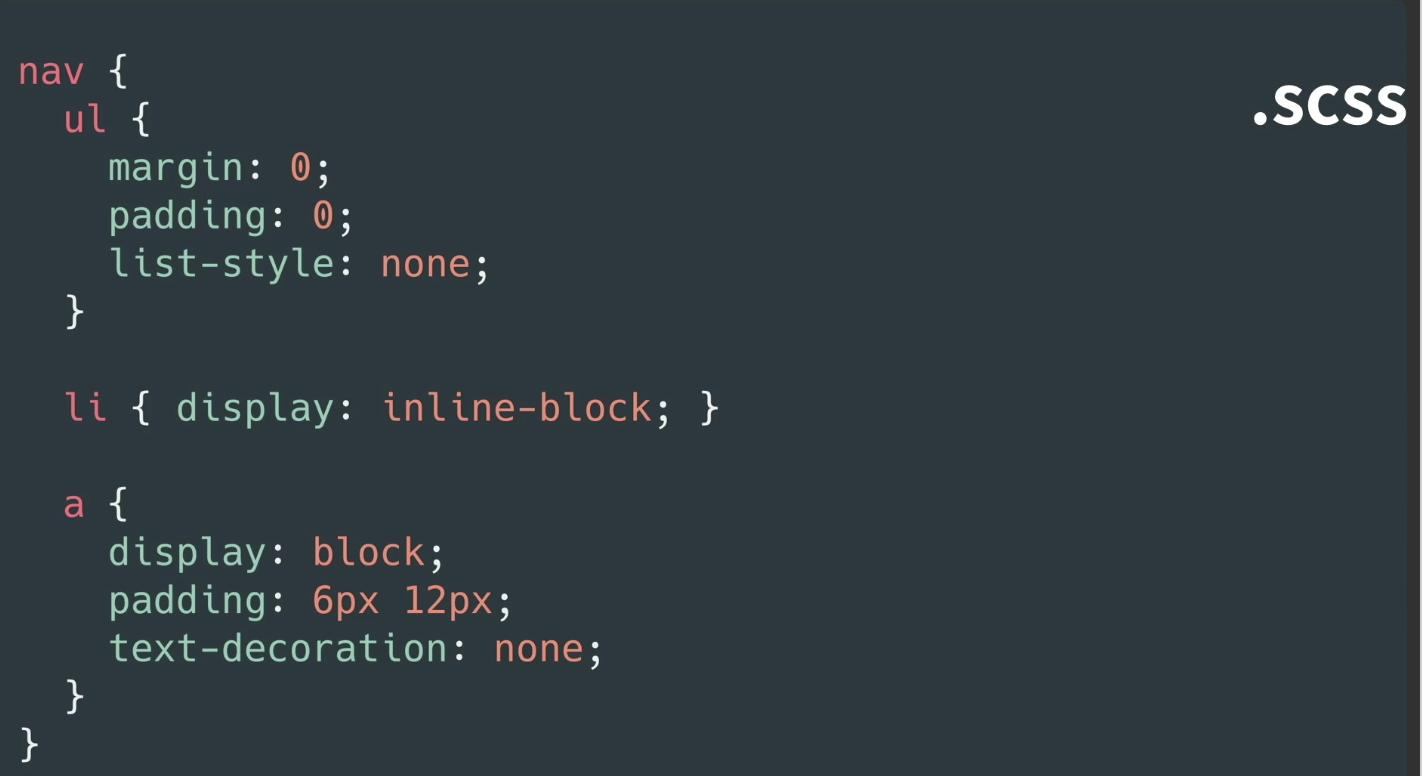 nav {
  ul {
    margin: 0;
    padding: 0;
    list-style: none;
  }

  li { display: inline-block; }

  a {
    display: block;
    padding: 6px 12px;
    text-decoration: none;
  }
}
.scss